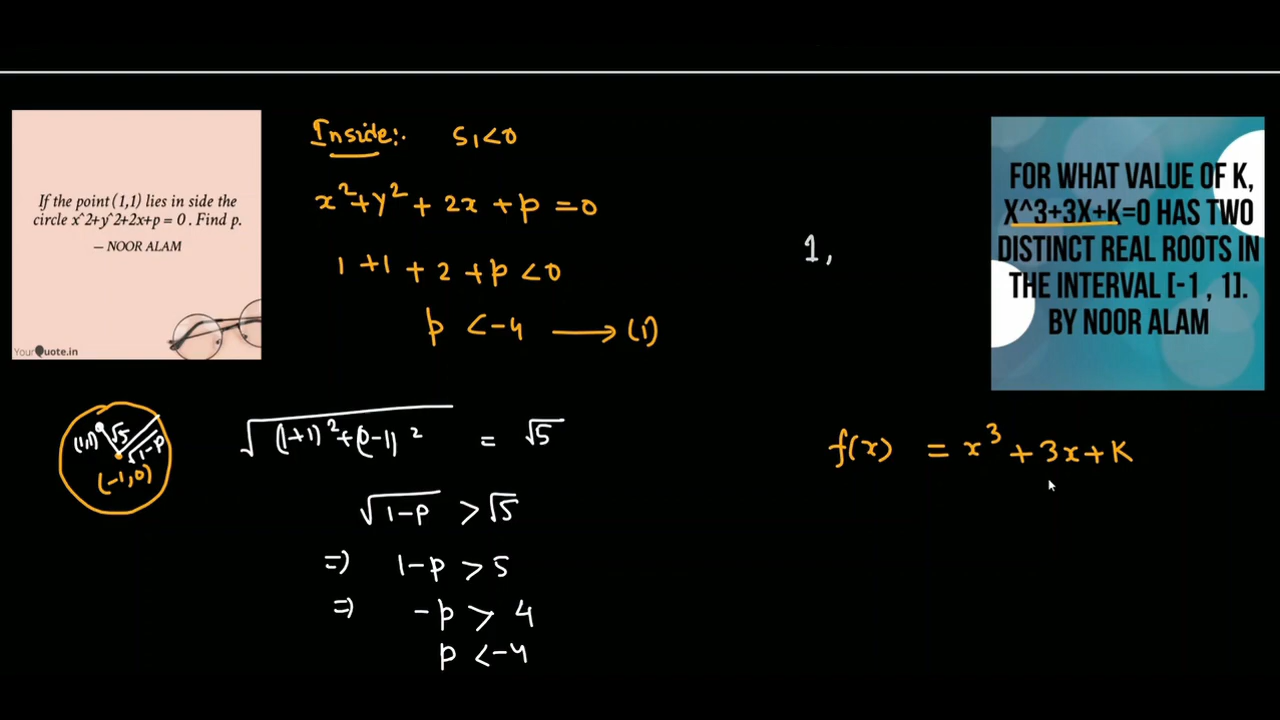 If the point (1,1) lies in side the
circle x^2+y^2+2x+p = 0 . Find p.
— NOOR ALAM
YourQuote.in
Inside:.   S₁<0
x²+y² + 2x + p = 0
1 +1 + 2 + p < 0
p < -4 ⟶ (1)
(1,1) √5 √1-p
(-1,0)
√(1+1)²+(0-1)² = √5
√1-p > √5
=) 1-p > 5
=) -p > 4
p < -4
1,
FOR WHAT VALUE OF K,
X^3+3X+K=0 HAS TWO
DISTINCT REAL ROOTS IN
THE INTERVAL [-1 , 1].
BY NOOR ALAM
f(x) = x³ + 3x + K